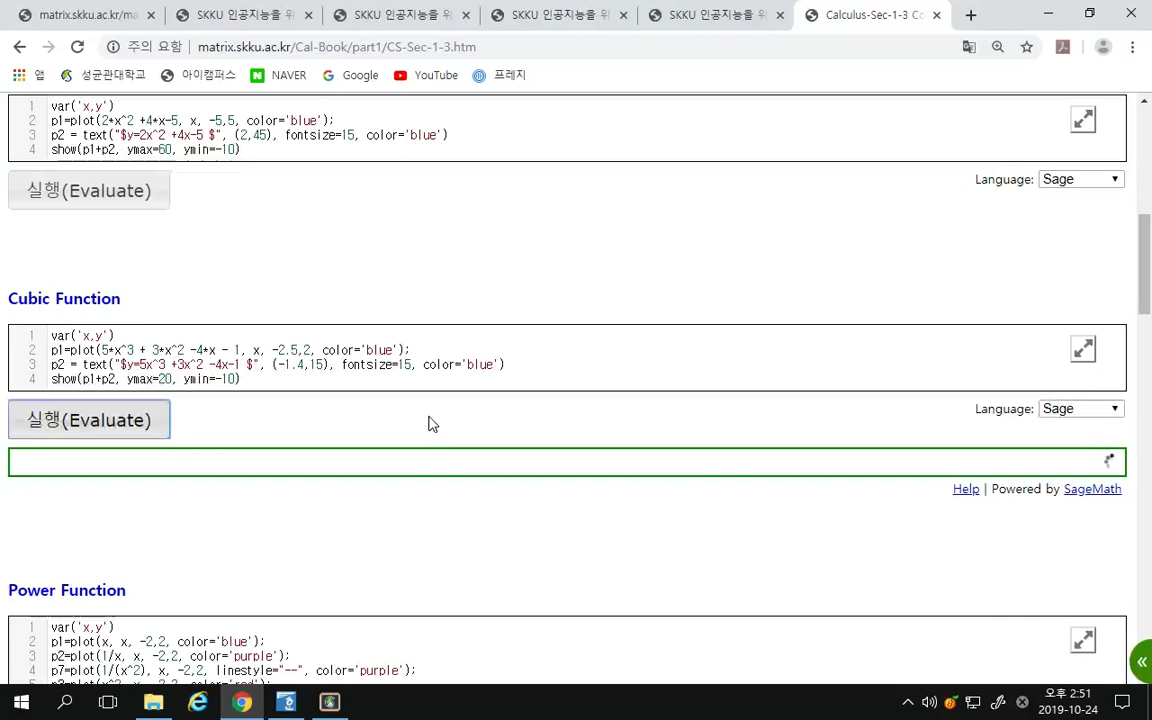 matrix.skku.ac.kr/ma
SKKU 인공지능을 위
SKKU 인공지능을 위
SKKU 인공지능을 위
SKKU 인공지능을 위
Calculus-Sec-1-3 Co
주의 요함
matrix.skku.ac.kr/Cal-Book/part1/CS-Sec-1-3.htm
앱
성균관대학교
아이캠퍼스
NAVER
Google
YouTube
프레지
1 var('x,y')
2 p1=plot(2*x^2 +4*x-5, x, -5,5, color='blue');
3 p2 = text("$y=2x^2 +4x-5 $", (2,45), fontsize=15, color='blue')
4 show(p1+p2, ymax=60, ymin=-10)
실행(Evaluate)
Language: Sage
Cubic Function
1 var('x,y')
2 p1=plot(5*x^3 + 3*x^2 -4*x - 1, x, -2.5,2, color='blue');
3 p2 = text("$y=5x^3 +3x^2 -4x-1 $", (-1.4,15), fontsize=15, color='blue')
4 show(p1+p2, ymax=20, ymin=-10)
실행(Evaluate)
Language: Sage
Help | Powered by SageMath
Power Function
1 var('x,y')
2 p1=plot(x, x, -2,2, color='blue');
3 p2=plot(1/x, x, -2,2, color='purple');
4 p7=plot(1/(x^2), x, -2,2, linestyle="--", color='purple');
오후 2:51
2019-10-24